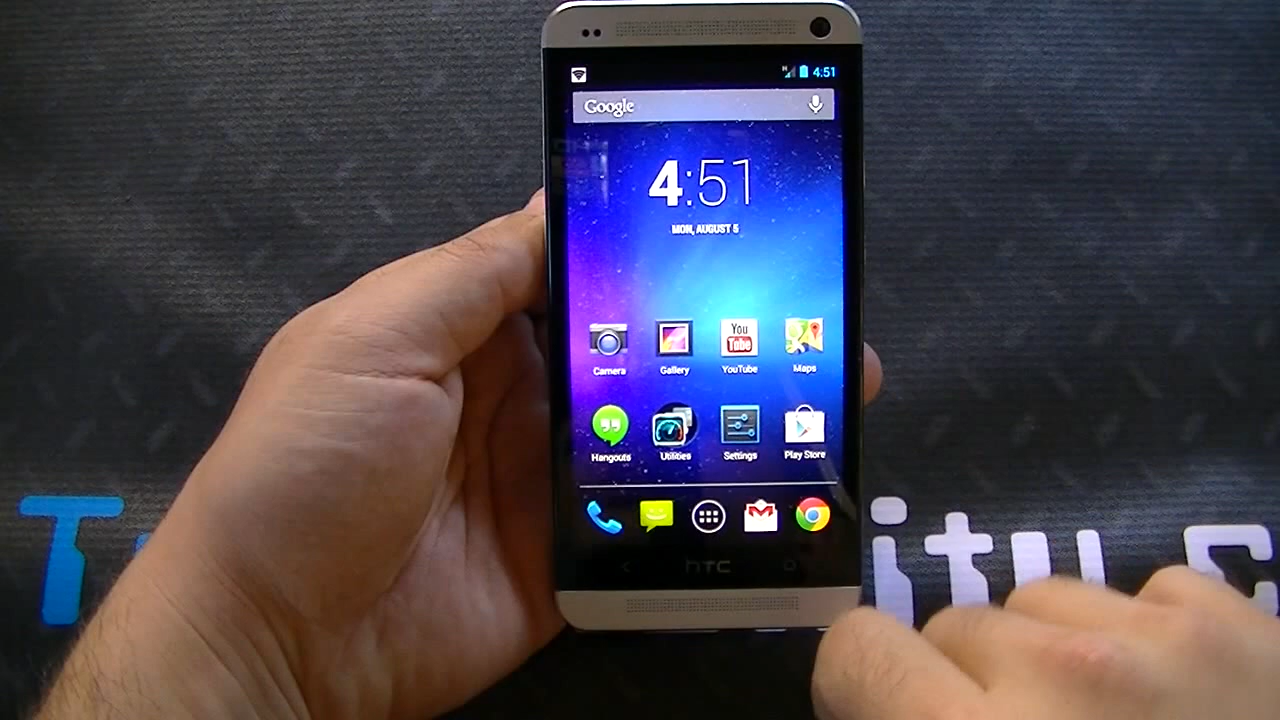 H 4:51
Google
4:51
MON, AUGUST 5
Camera Gallery YouTube Maps
You
Tube
Hangouts Utilities Settings Play Store
hTC